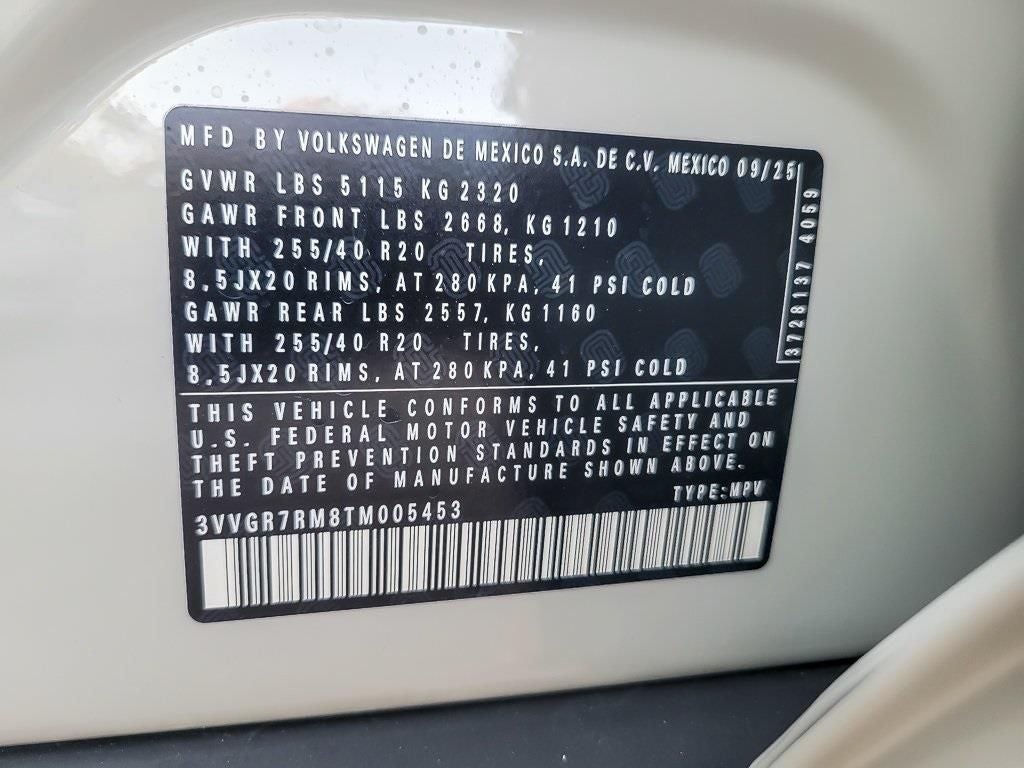 MFD BY VOLKSWAGEN DE MEXICO S.A. DE C.V. MEXICO 09/25
GVWR LBS 5115 KG 2320
GAWR FRONT LBS 2668, KG 1210
WITH 255/40 R20 TIRES,
8,5JX20 RIMS, AT 280 KPA, 41 PSI COLD
GAWR REAR LBS 2557, KG 1160
WITH 255/40 R20 TIRES,
8,5JX20 RIMS, AT 280 KPA, 41 PSI COLD
3728137 4059
THIS VEHICLE CONFORMS TO ALL APPLICABLE
U.S. FEDERAL MOTOR VEHICLE SAFETY AND
THEFT PREVENTION STANDARDS IN EFFECT ON
THE DATE OF MANUFACTURE SHOWN ABOVE.
TYPE:MPV
3VVGR7RM8TM005453